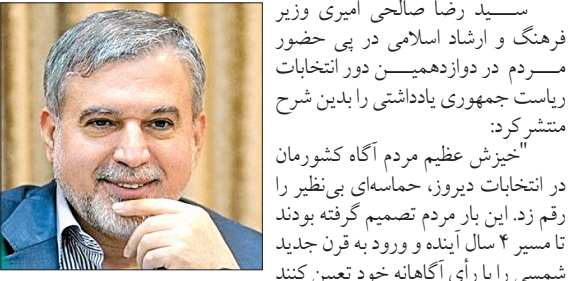 سـید رضا صالحی امیری وزیر
فرهنگ و ارشاد اسلامی در پی حضور
مـردم در دوازدهمیـن دور انتخابات
ریاست جمهوری یادداشتی را بدین شرح
منتشر کرد:
"خیزش عظیم مردم آگاه کشورمان
در انتخابات دیروز، حماسه‌ای بی‌نظیر را
رقم زد. این بار مردم تصمیم گرفته بودند
تا مسیر ۴ سال آینده و ورود به قرن جدید
شمسی را با رأی آگاهانه خود تعیین کنند